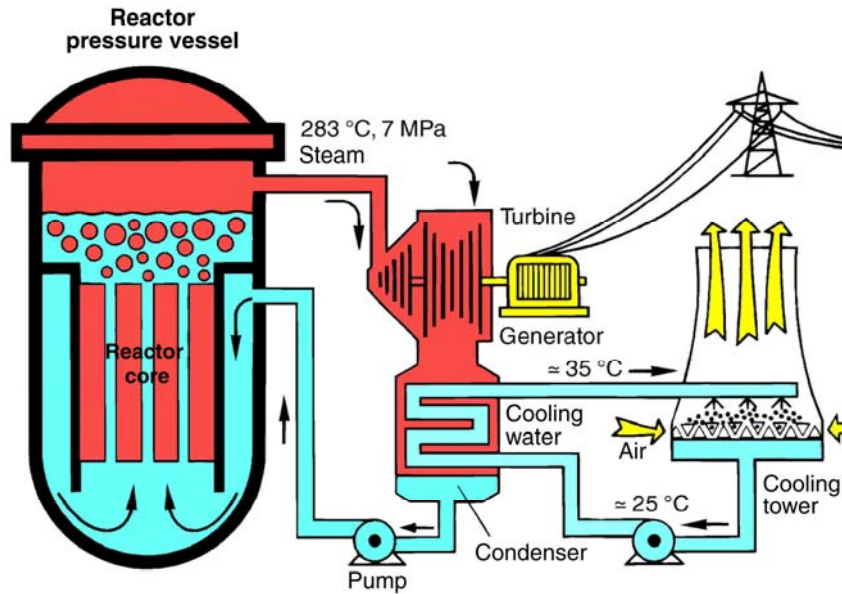 Reactor
pressure vessel
283 °C, 7 MPa
Steam
Turbine
Generator
Reactor
core
≃ 35 °C
Cooling
water
Air
Cooling
tower
≃ 25 °C
Condenser
Pump